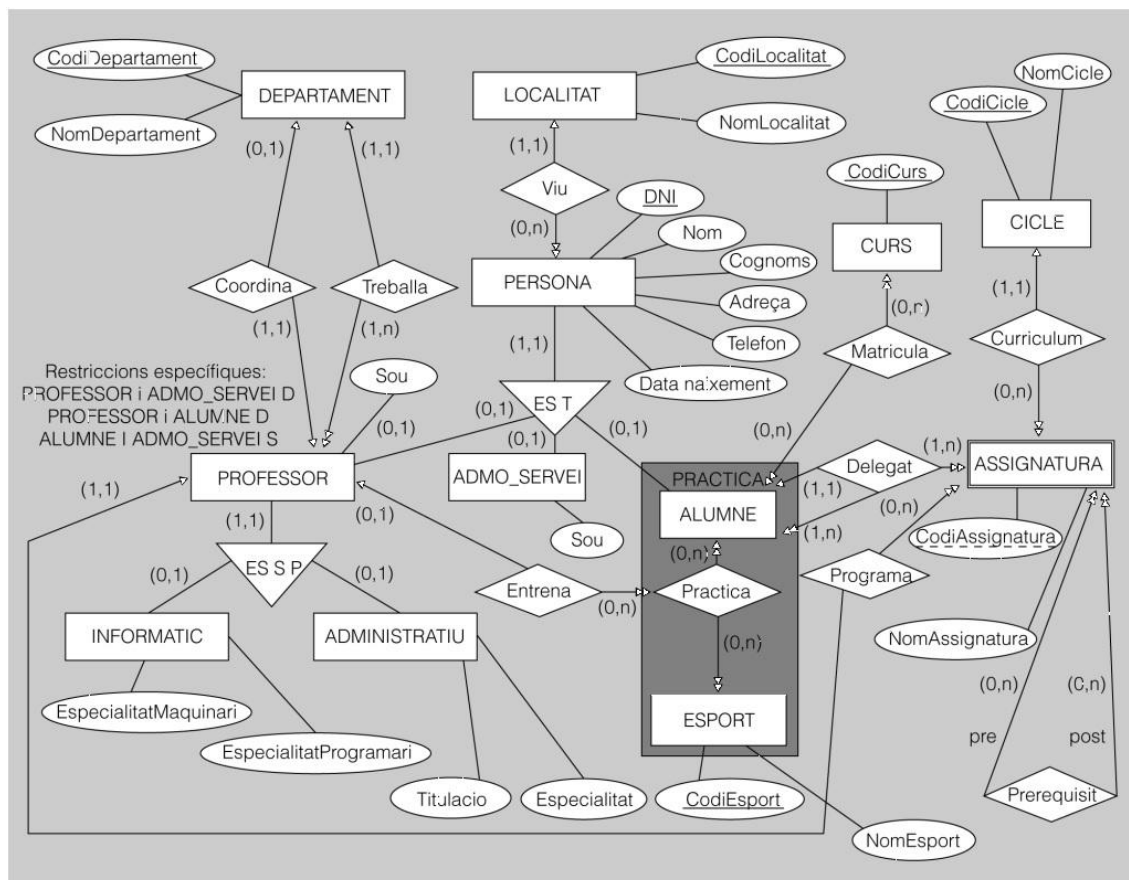 CodiDepartament
DEPARTAMENT
NomDepartament
(0,1)
(1,1)
Coordina
Treballa
(1,1)
(1,n)
LOCALITAT
CodiLocalitat
NomLocalitat
(1,1)
Viu
(0,n)
PERSONA
DNI
Nom
Cognoms
Adreça
Telefon
Data naixement
(1,1)
NomCicle
CodiCicle
CICLE
CodiCurs
CURS
(0,n)
Matricula
(0,n)
(1,1)
Curriculum
(0,n)
Restriccions específiques:
PROFESSOR i ADMO_SERVEI D
PROFESSOR i ALUMNE D
ALUMNE I ADMO_SERVEI S
Sou
(0,1)
ES T
(0,1)
(0,1)
PROFESSOR
(1,1)
(1,1)
(0,1)
ADMO_SERVEI
Sou
PRACTICA
ALUMNE
(0,n)
Delegat
(1,1)
(1,n)
(0,n)
(1,n)
(0,n)
ASSIGNATURA
CodiAssignatura
Programa
NomAssignatura
ES S P
(0,1)
(0,1)
Entrena
(0,n)
Practica
(0,n)
INFORMATIC
ADMINISTRATIU
EspecialitatMaquinari
EspecialitatProgramari
Titulacio
Especialitat
ESPORT
CodiEsport
NomEsport
(0,n)
(0,n)
pre
post
Prerequisit